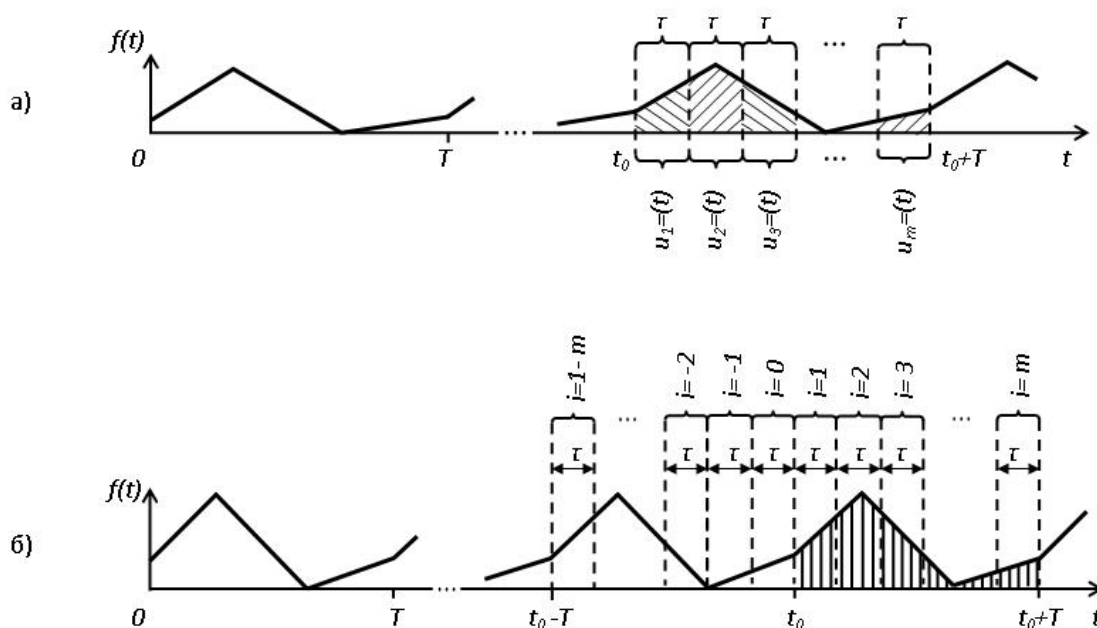 τ τ τ ... τ
f(t)
а)
0 T ... t₀ ... t₀+T t
u₁=(t) u₂=(t) u₃=(t) uₘ=(t)
i=1-m i=-2 i=-1 i=0 i=1 i=2 i=3 i=m
... ...
τ τ τ τ τ τ τ τ
f(t)
б)
0 T ... t₀-T t₀ t₀+T t